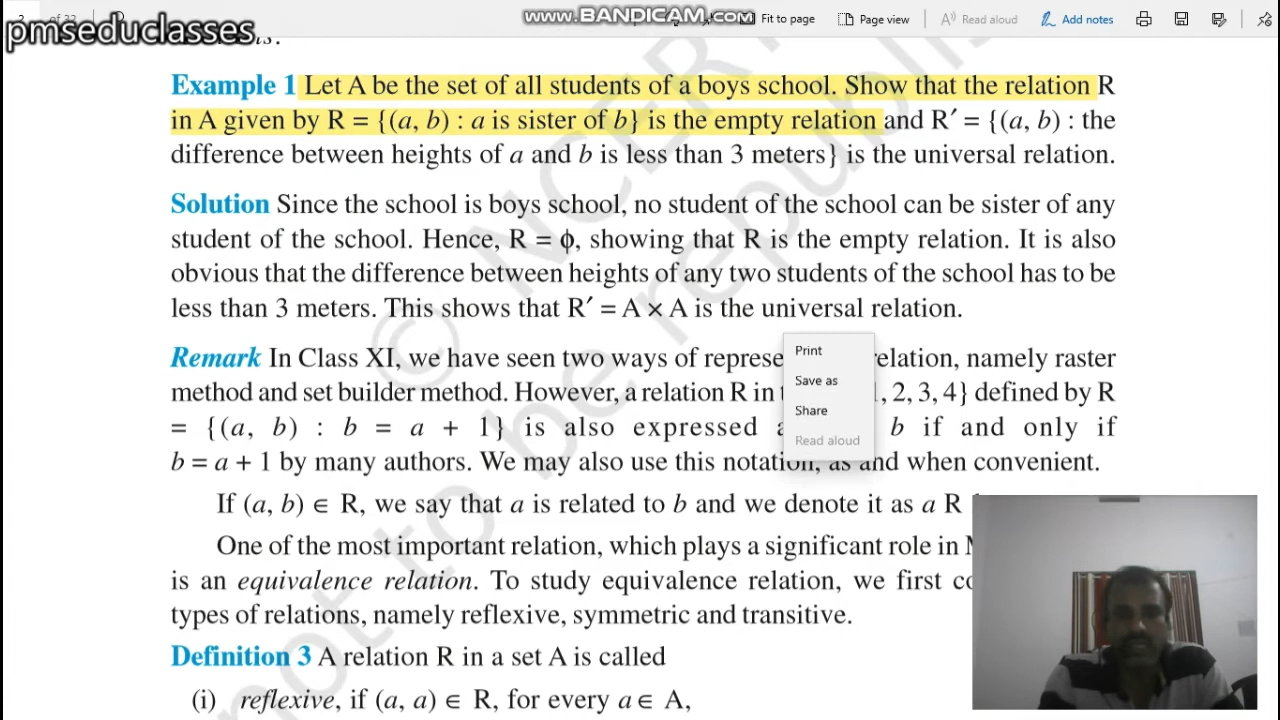 2 of 32
www.BANDICAM.com
Fit to page
Page view
Read aloud
Add notes
pmseduclasses
Example 1 Let A be the set of all students of a boys school. Show that the relation R
in A given by R = {(a, b) : a is sister of b} is the empty relation and R′ = {(a, b) : the
difference between heights of a and b is less than 3 meters} is the universal relation.
Solution Since the school is boys school, no student of the school can be sister of any
student of the school. Hence, R = ϕ, showing that R is the empty relation. It is also
obvious that the difference between heights of any two students of the school has to be
less than 3 meters. This shows that R′ = A × A is the universal relation.
Remark In Class XI, we have seen two ways of represe elation, namely raster
method and set builder method. However, a relation R in t , 2, 3, 4} defined by R
= {(a, b) : b = a + 1} is also expressed a b if and only if
b = a + 1 by many authors. We may also use this notation, as and when convenient.
Print
Save as
Share
Read aloud
If (a, b) ∈ R, we say that a is related to b and we denote it as a R
One of the most important relation, which plays a significant role in
is an equivalence relation. To study equivalence relation, we first co
types of relations, namely reflexive, symmetric and transitive.
Definition 3 A relation R in a set A is called
(i) reflexive, if (a, a) ∈ R, for every a ∈ A,
© NCERT
not to be republi